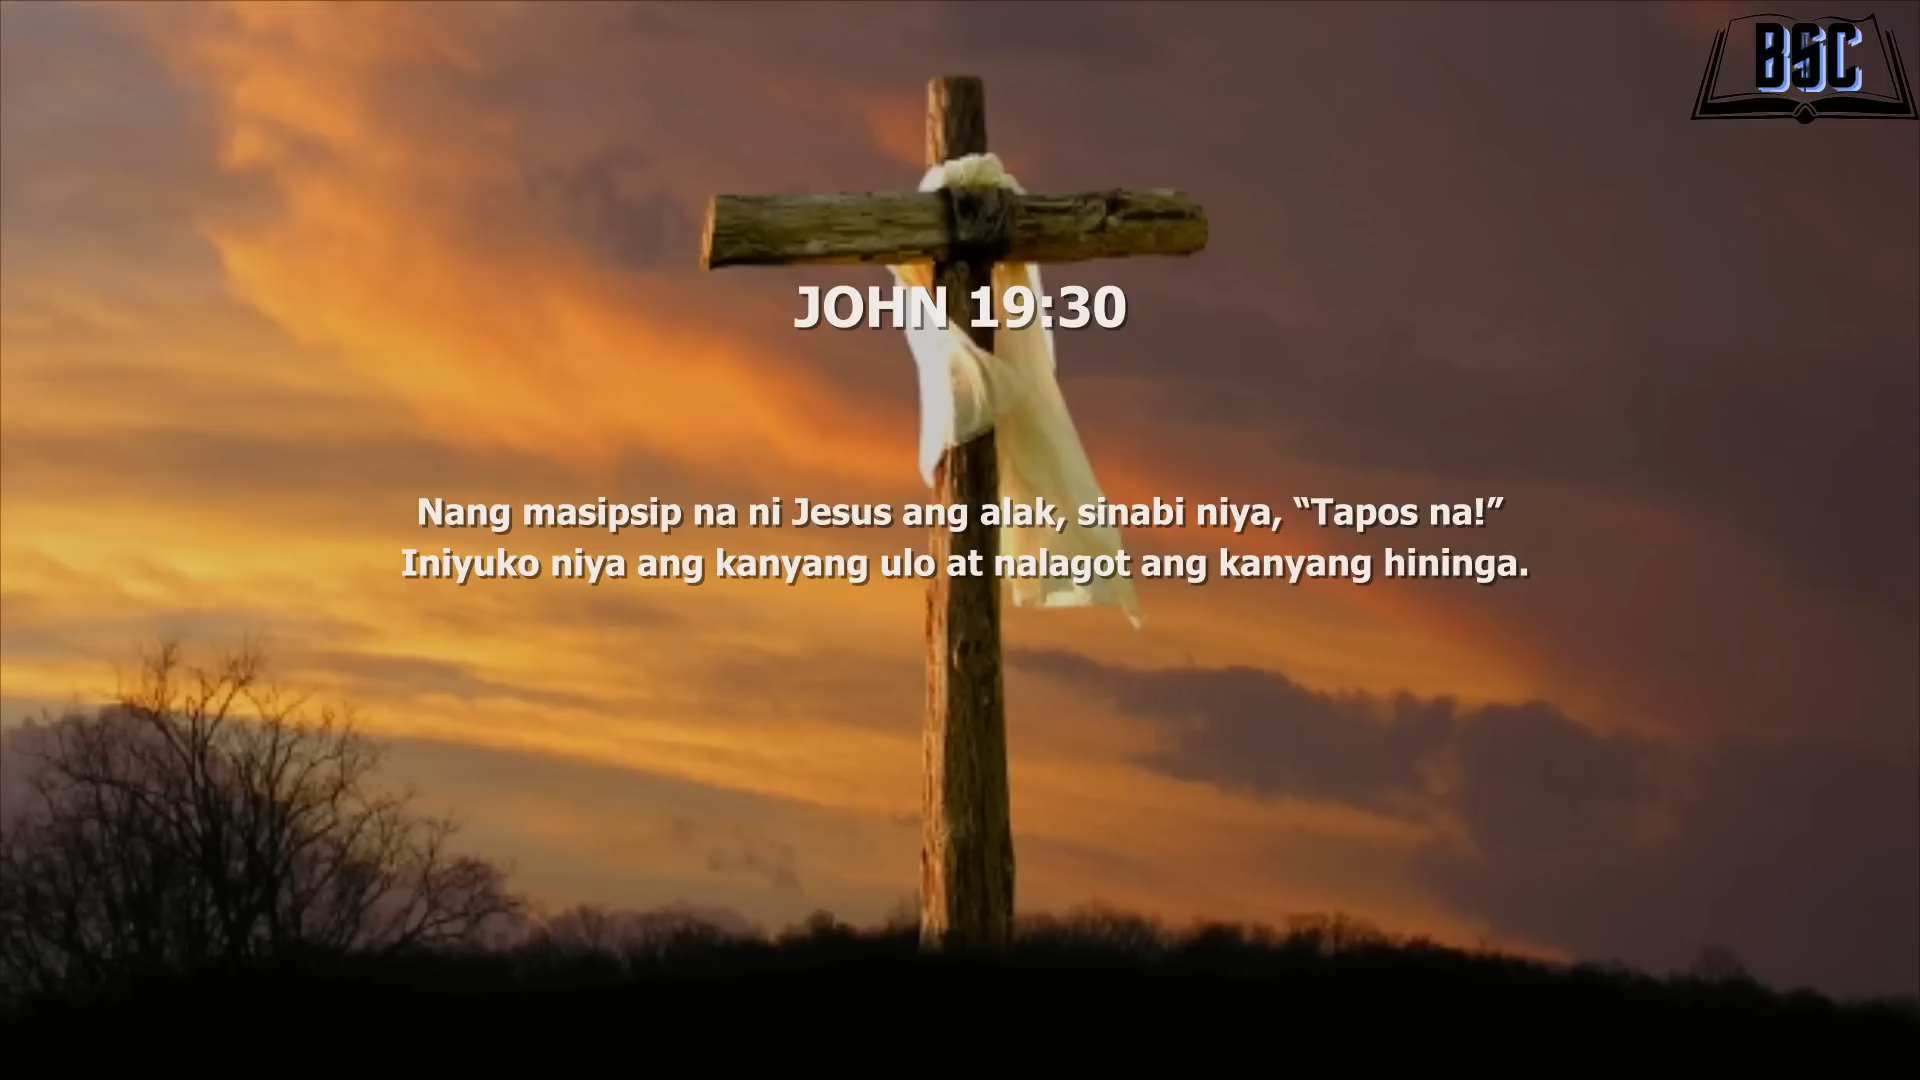 BSC
JOHN 19:30
Nang masipsip na ni Jesus ang alak, sinabi niya, “Tapos na!”
Iniyuko niya ang kanyang ulo at nalagot ang kanyang hininga.